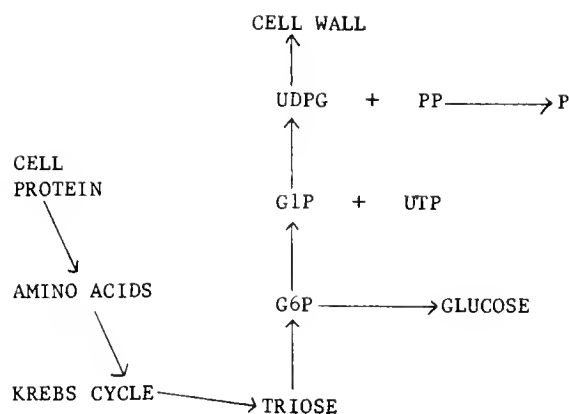 CELL WALL
UDPG + PP P
CELL
PROTEIN
G1P + UTP
AMINO ACIDS
G6P GLUCOSE
KREBS CYCLE
TRIOSE